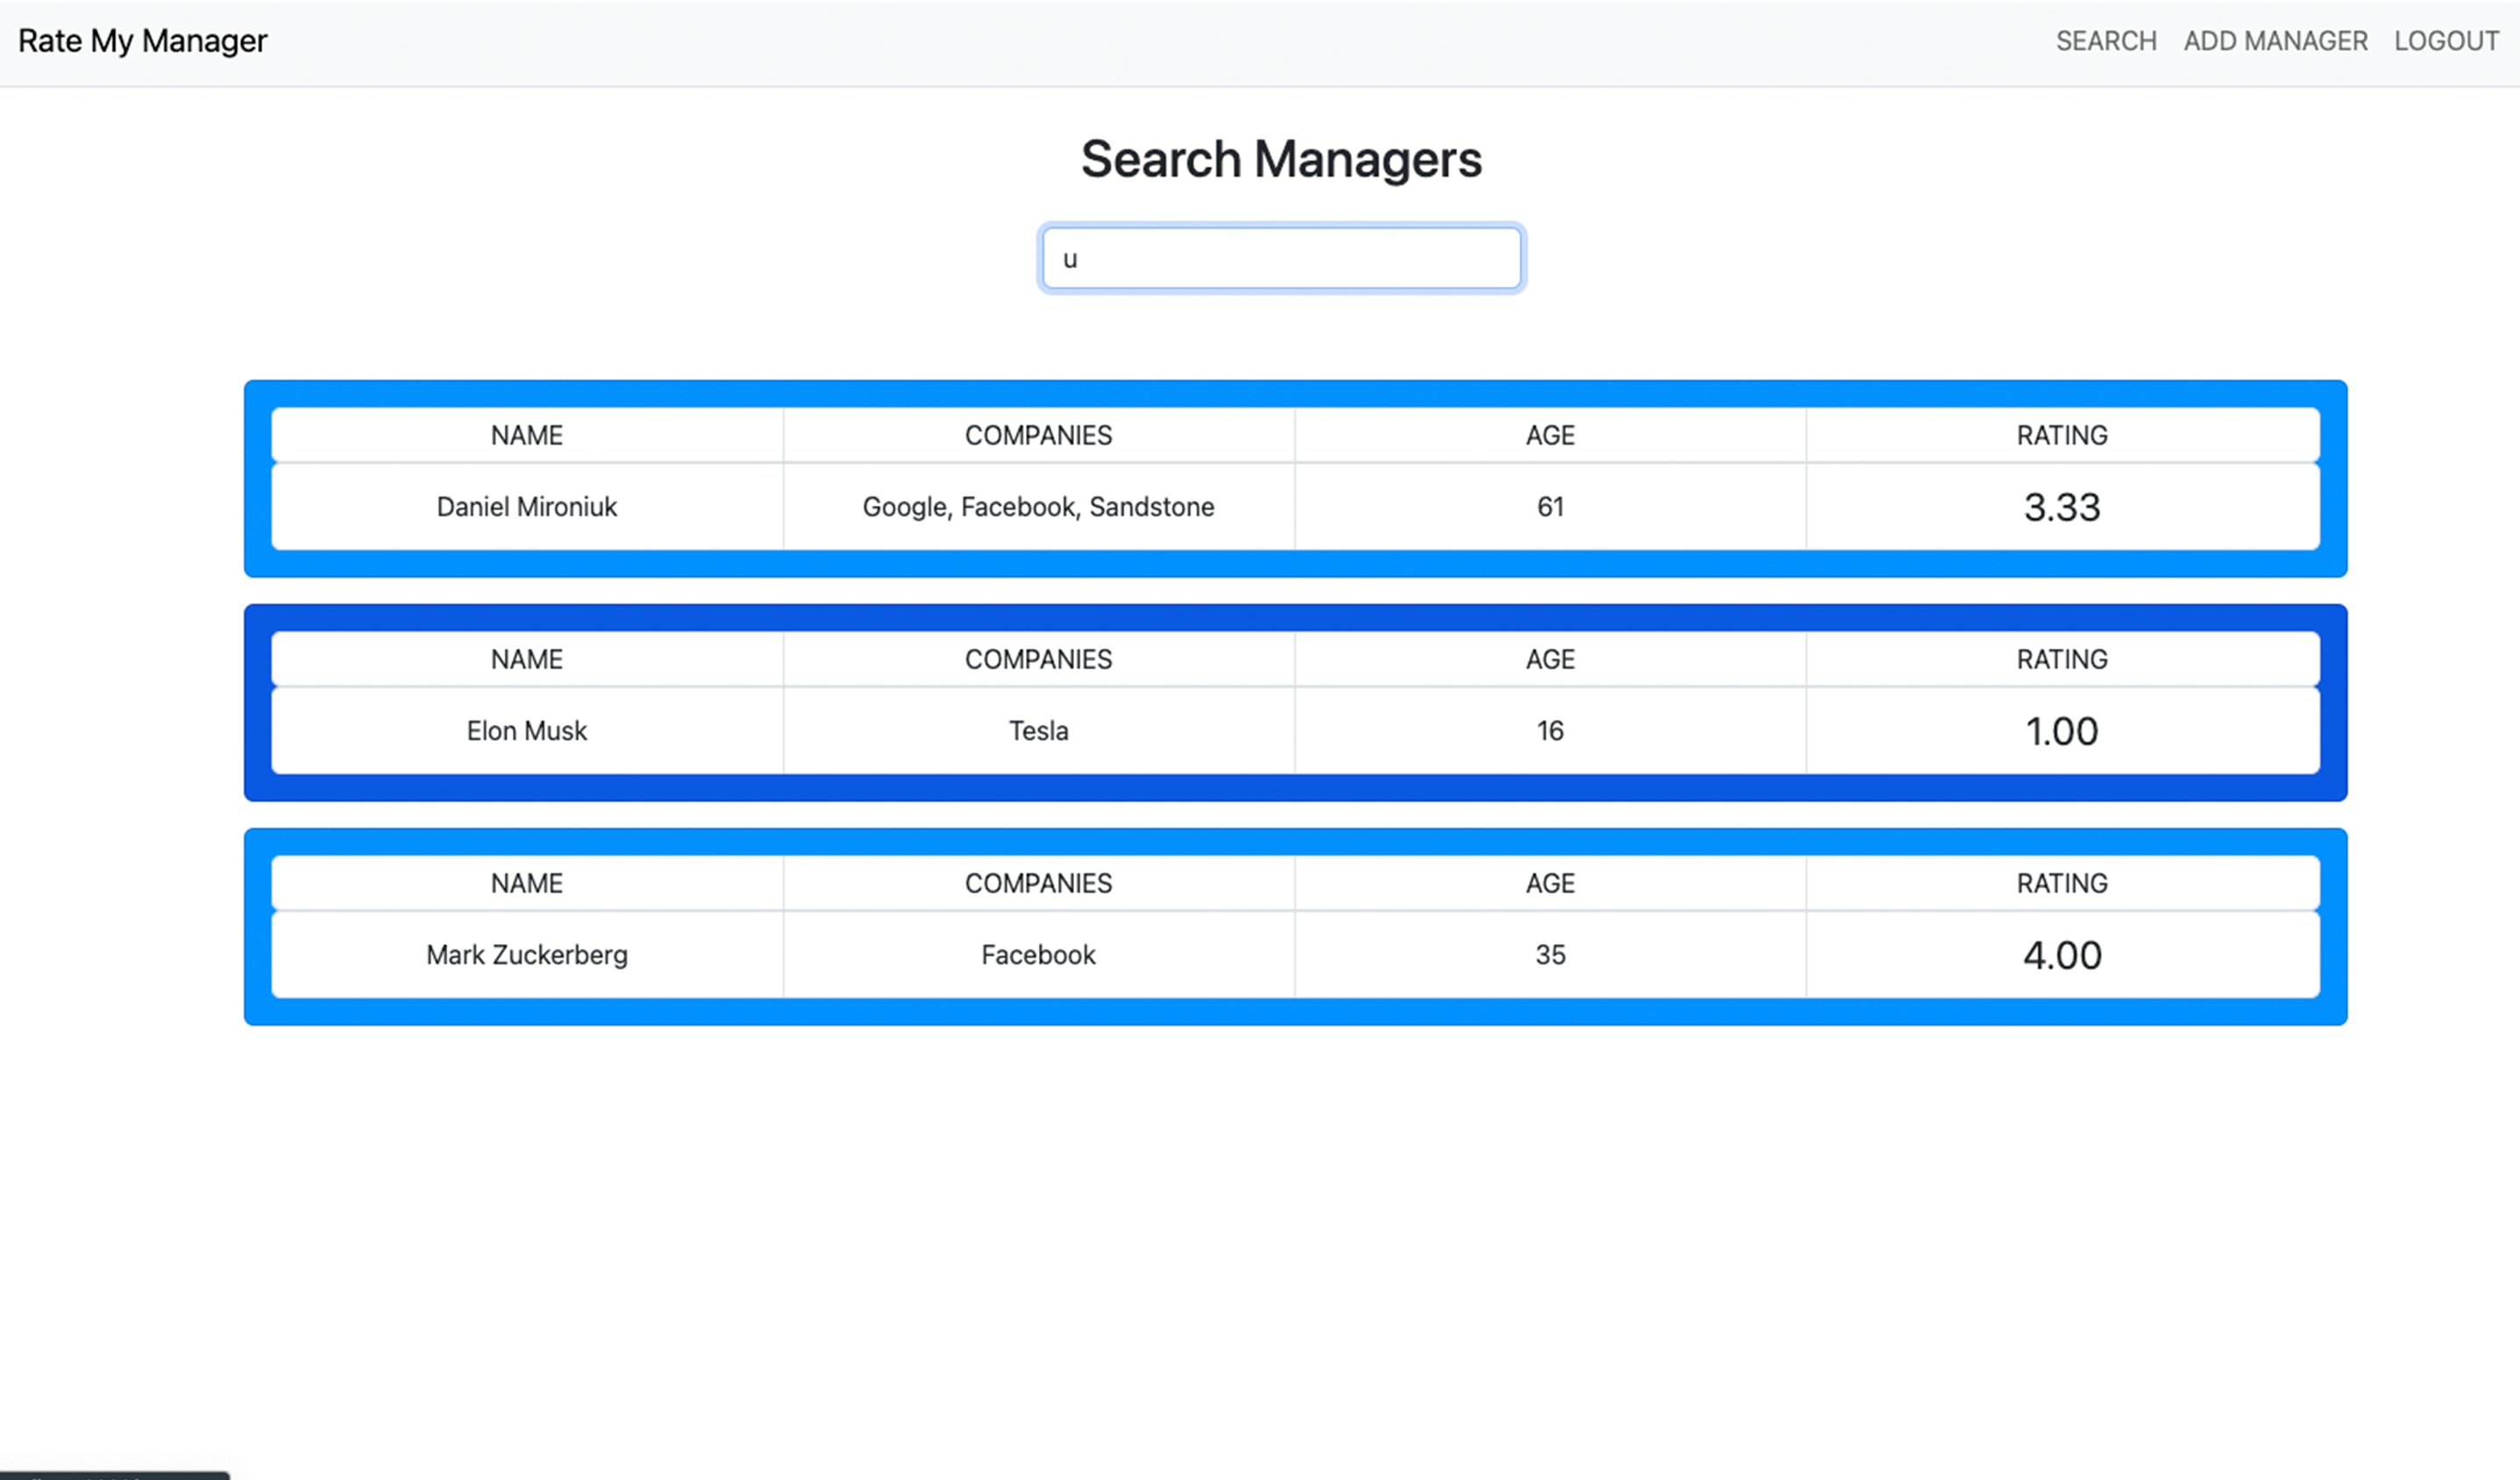 Rate My Manager SEARCH ADD MANAGER LOGOUT
Search Managers
u
NAME COMPANIES AGE RATING
Daniel Mironiuk Google, Facebook, Sandstone 61 3.33
NAME COMPANIES AGE RATING
Elon Musk Tesla 16 1.00
NAME COMPANIES AGE RATING
Mark Zuckerberg Facebook 35 4.00